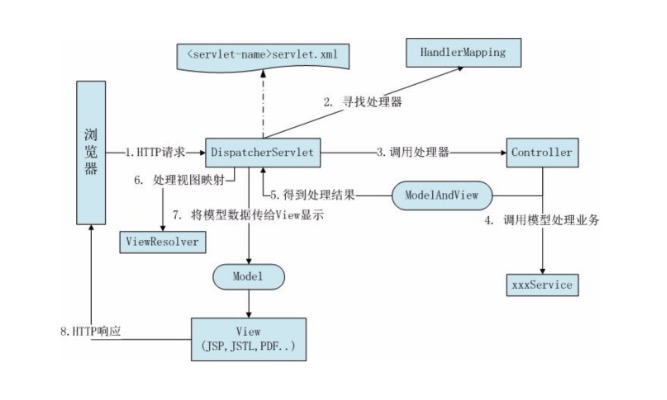 <servlet-name>servlet.xml
HandlerMapping
2. 寻找处理器
浏览器
1.HTTP请求
DispatcherServlet
3.调用处理器
Controller
6. 处理视图映射
5.得到处理结果
ModelAndView
7. 将模型数据传给View显示
4. 调用模型处理业务
ViewResolver
Model
xxxService
8.HTTP响应
View
(JSP,JSTL,PDF..)